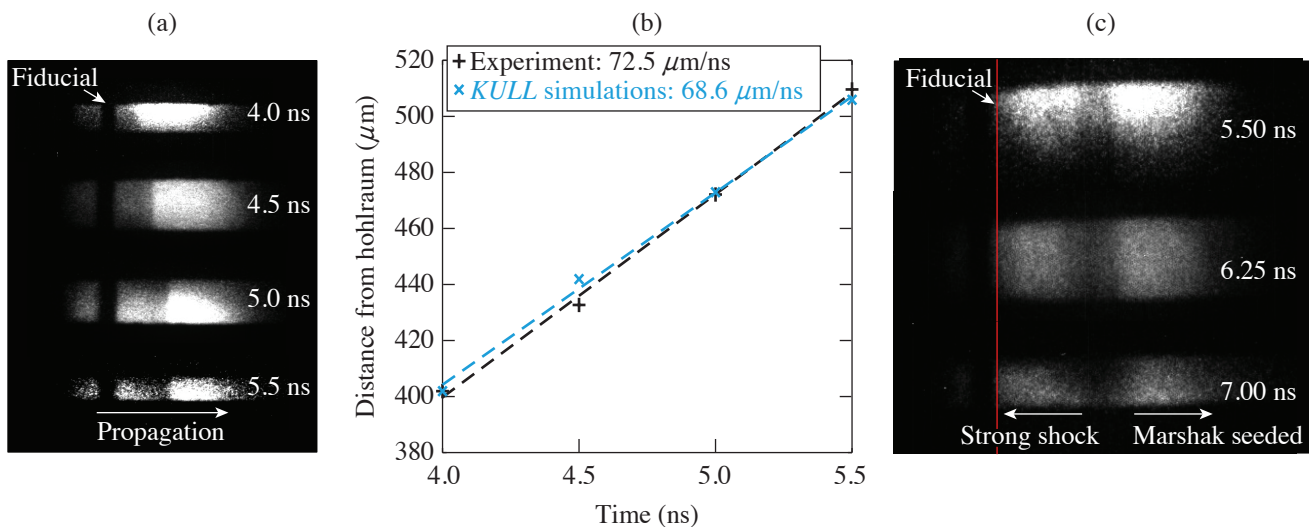 (a)
Fiducial
4.0 ns
4.5 ns
5.0 ns
5.5 ns
Propagation
(b)
+ Experiment: 72.5 μm/ns
× KULL simulations: 68.6 μm/ns
Distance from hohlraum (μm)
520
500
480
460
440
420
400
380
4.0
4.5
5.0
5.5
Time (ns)
(c)
Fiducial
5.50 ns
6.25 ns
7.00 ns
Strong shock
Marshak seeded